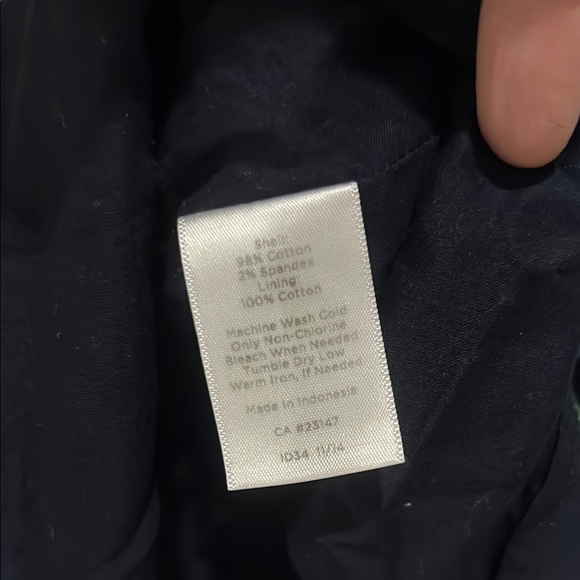 Shell:
98% Cotton
2% Spandex
Lining:
100% Cotton
Machine Wash Cold
Only Non-Chlorine
Bleach When Needed
Tumble Dry Low
Warm Iron, If Needed
Made in Indonesia
CA #23147
ID34 11/14